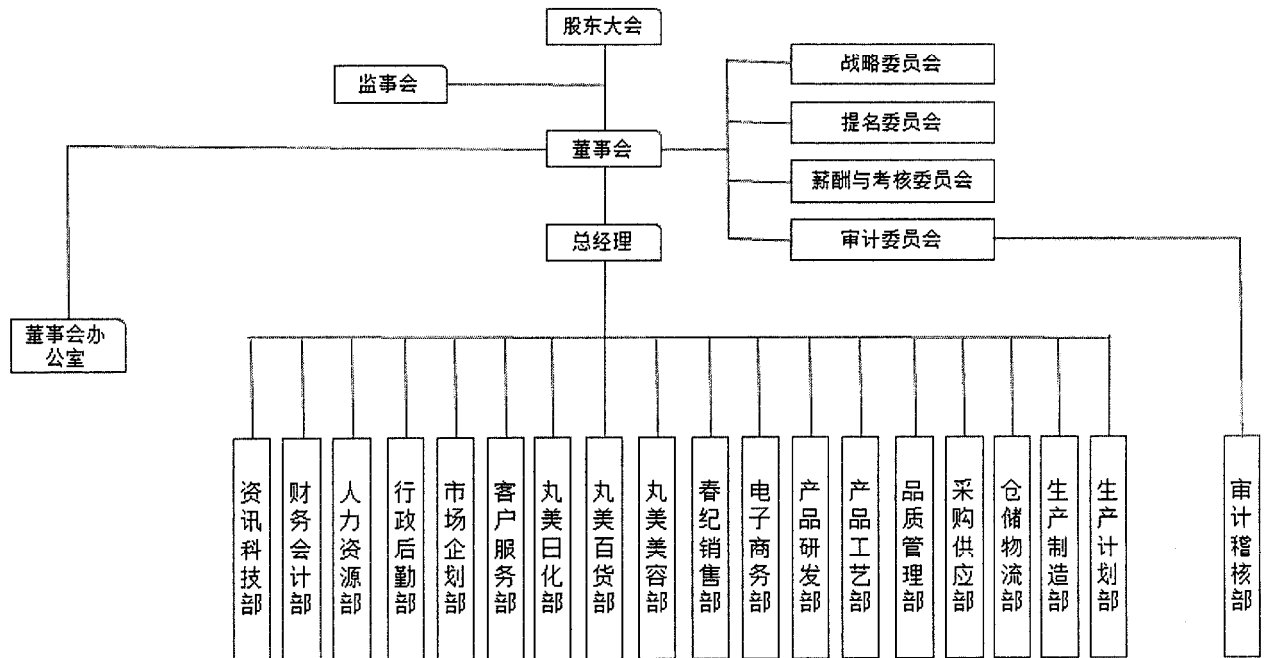 股东大会
监事会
战略委员会
提名委员会
董事会
薪酬与考核委员会
总经理
审计委员会
董事会办
公室
资讯科技部
财务会计部
人力资源部
行政后勤部
市场企划部
客户服务部
丸美日化部
丸美百货部
丸美美容部
春纪销售部
电子商务部
产品研发部
产品工艺部
品质管理部
采购供应部
仓储物流部
生产制造部
生产计划部
审计稽核部